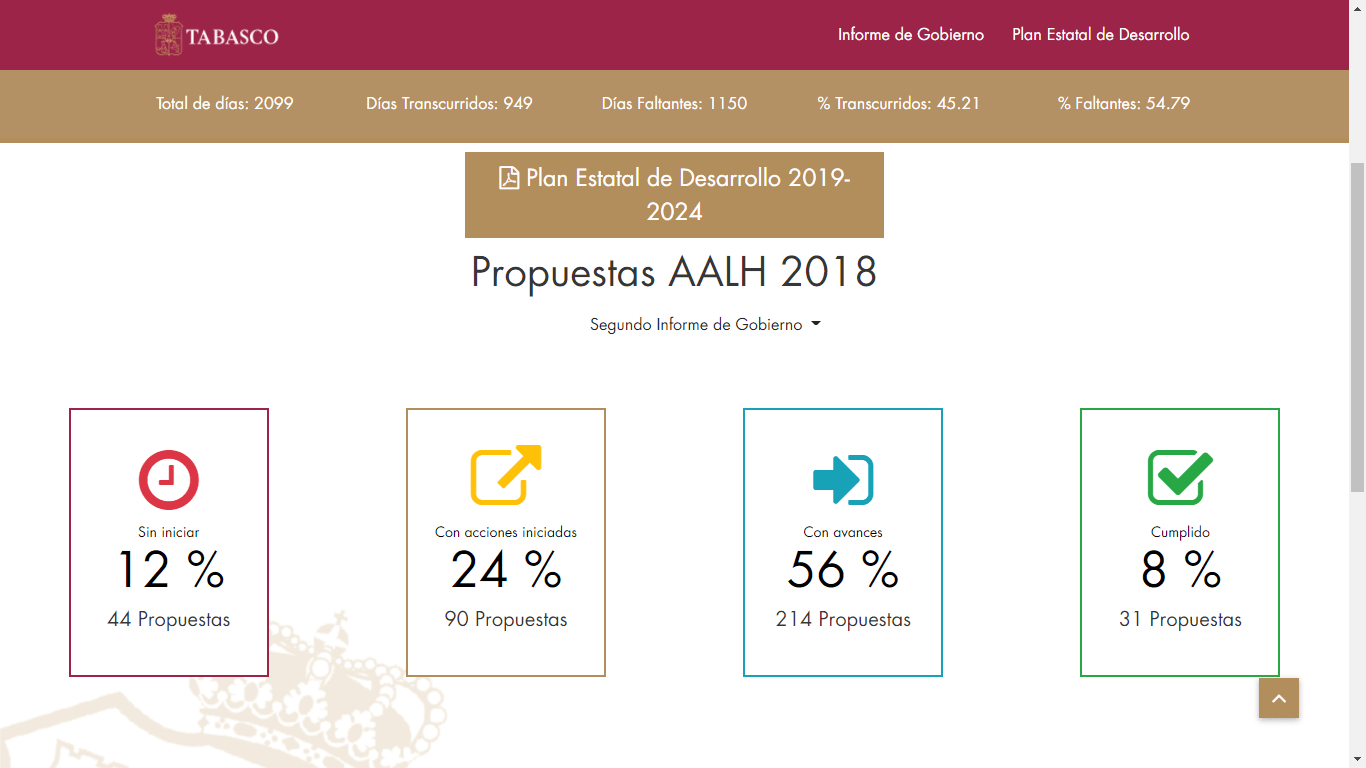 TABASCO
Informe de Gobierno
Plan Estatal de Desarrollo
Total de días: 2099
Días Transcurridos: 949
Días Faltantes: 1150
% Transcurridos: 45.21
% Faltantes: 54.79
Plan Estatal de Desarrollo 2019-
2024
Propuestas AALH 2018
Segundo Informe de Gobierno
Sin iniciar
12 %
44 Propuestas
Con acciones iniciadas
24 %
90 Propuestas
Con avances
56 %
214 Propuestas
Cumplido
8 %
31 Propuestas